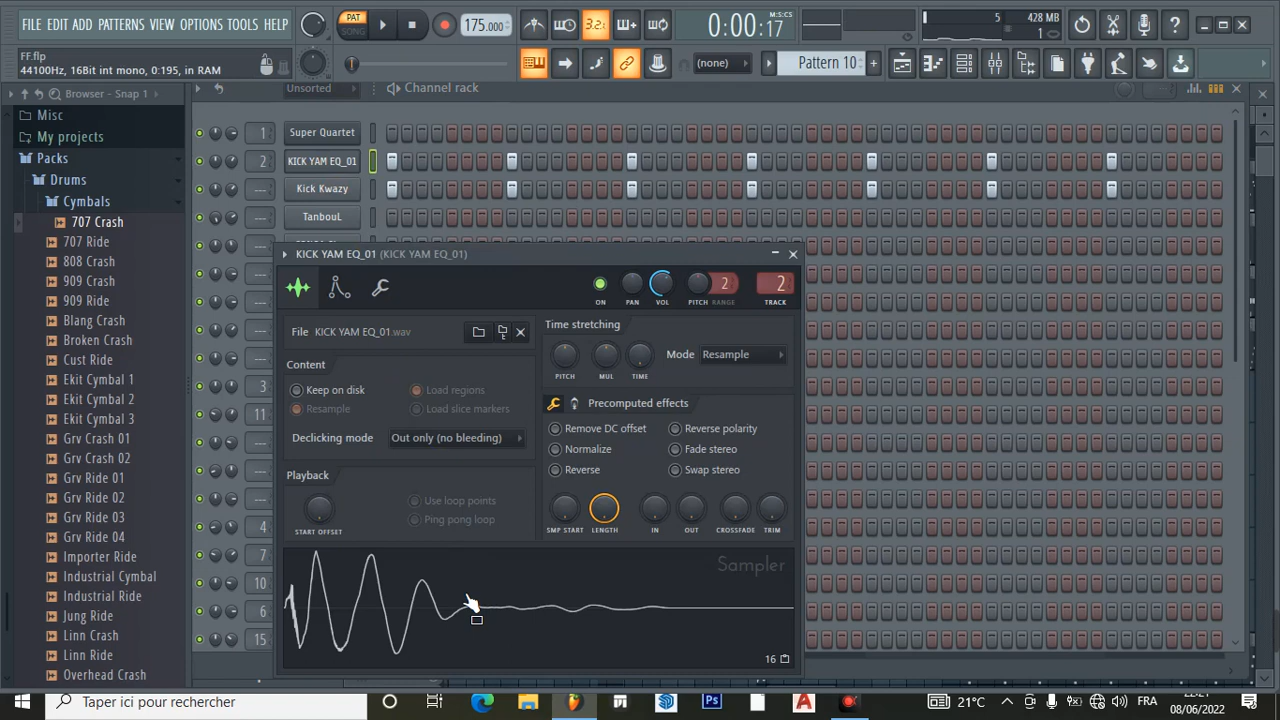 FILE EDIT ADD PATTERNS VIEW OPTIONS TOOLS HELP
PAT
SONG
175.000
3.2.
0:00:17
M:S:CS
5
428 MB
1
FF.flp
44100Hz, 16Bit int mono, 0:195, in RAM
(none)
Pattern 10
Browser - Snap 1
Unsorted
Channel rack
Misc
My projects
Packs
Drums
Cymbals
707 Crash
707 Ride
808 Crash
909 Crash
909 Ride
Blang Crash
Broken Crash
Cust Ride
Ekit Cymbal 1
Ekit Cymbal 2
Ekit Cymbal 3
Grv Crash 01
Grv Crash 02
Grv Ride 01
Grv Ride 02
Grv Ride 03
Grv Ride 04
Importer Ride
Industrial Cymbal
Industrial Ride
Jung Ride
Linn Crash
Linn Ride
Overhead Crash
1 Super Quartet
2 KICK YAM EQ_01
--- Kick Kwazy
--- TanbouL
---
---
---
---
---
3
11
---
---
---
4
7
10
6
15
KICK YAM EQ_01 (KICK YAM EQ_01)
ON
PAN
VOL
PITCH
2
RANGE
2
TRACK
File KICK YAM EQ_01.wav
Content
Keep on disk
Load regions
Resample
Load slice markers
Declicking mode Out only (no bleeding)
Playback
START OFFSET
Use loop points
Ping pong loop
Time stretching
PITCH
MUL
TIME
Mode Resample
Precomputed effects
Remove DC offset
Reverse polarity
Normalize
Fade stereo
Reverse
Swap stereo
SMP START
LENGTH
IN
OUT
CROSSFADE
TRIM
Sampler
16
Taper ici pour rechercher
Ps
A
21°C
FRA
08/06/2022